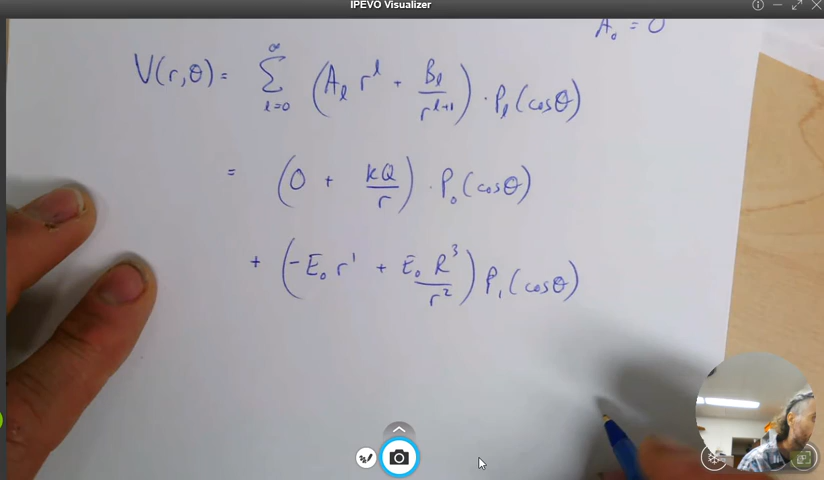 IPEVO Visualizer
A₀ = 0
V(r,θ) = ∞ Σ l=0 (A_l r^l + B_l / r^(l+1)) · P_l (cosθ)
= (0 + kQ / r) · P₀ (cosθ)
+ (-E₀ r¹ + E₀ R³ / r²) P₁ (cosθ)